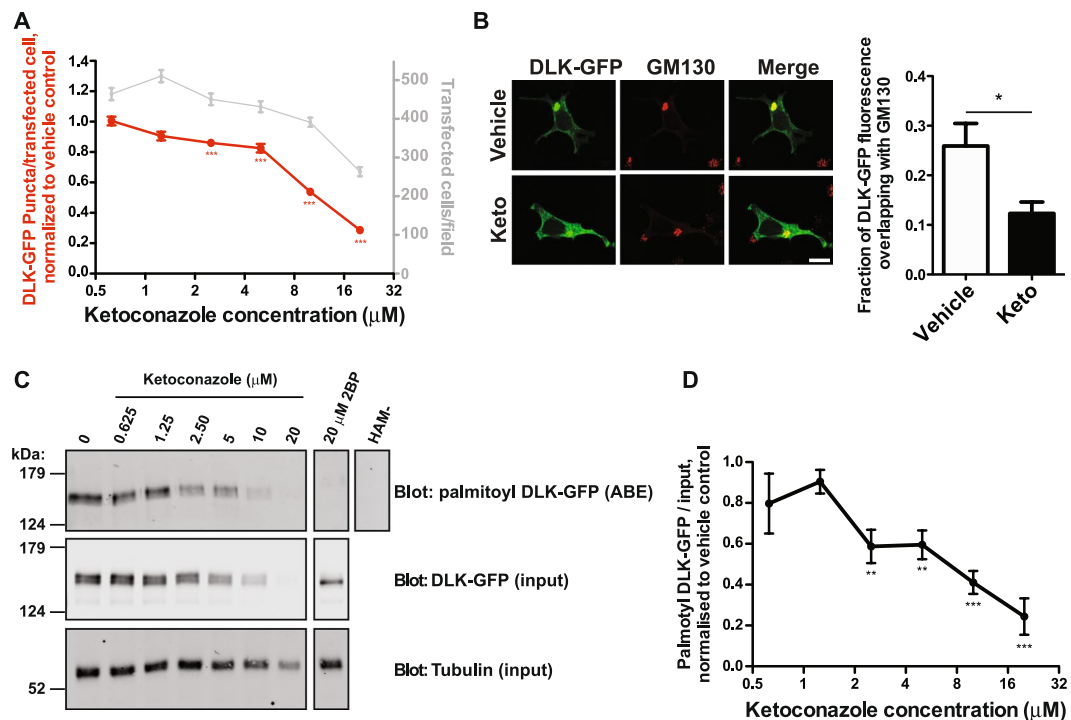 A
DLK-GFP Puncta/transfected cell,
normalized to vehicle control
1.4
1.2
1.0
0.8
0.6
0.4
0.2
0.0
***
***
***
***
500
400
300
200
100
0
Transfected cells/field
0.5 1 2 4 8 16 32
Ketoconazole concentration (μM)
B
DLK-GFP GM130 Merge
Vehicle
Keto
Fraction of DLK-GFP fluorescence
overlapping with GM130
0.4
0.3
0.2
0.1
0.0
*
Vehicle
Keto
C
Ketoconazole (μM)
0 0.625 1.25 2.50 5 10 20 20 μM 2BP HAM-
kDa:
179
124
Blot: palmitoyl DLK-GFP (ABE)
179
124
Blot: DLK-GFP (input)
52
Blot: Tubulin (input)
D
Palmotyl DLK-GFP / input,
normalised to vehicle control
1.0
0.8
0.6
0.4
0.2
0.0
**
**
***
***
0.5 1 2 4 8 16 32
Ketoconazole concentration (μM)